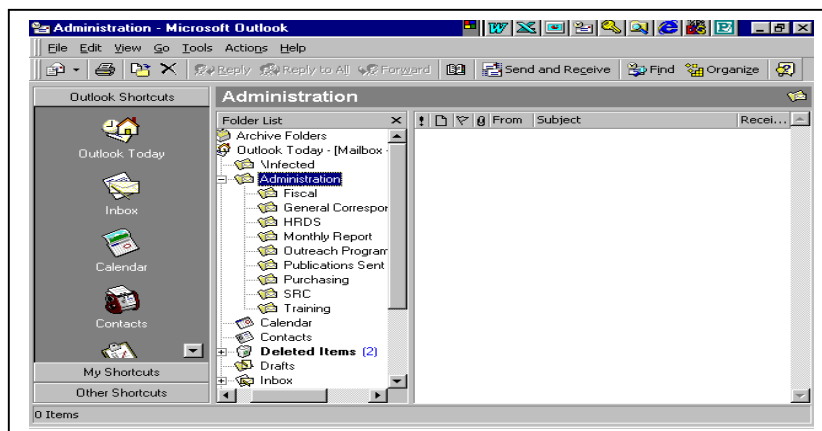 Administration - Microsoft Outlook
File Edit View Go Tools Actions Help
Reply Reply to All Forward Send and Receive Find Organize
Outlook Shortcuts
Administration
Outlook Today
Inbox
Calendar
Contacts
My Shortcuts
Other Shortcuts
Folder List
Archive Folders
Outlook Today - [Mailbox -
\Infected
Administration
Fiscal
General Correspor
HRDS
Monthly Report
Outreach Program
Publications Sent
Purchasing
SRC
Training
Calendar
Contacts
Deleted Items (2)
Drafts
Inbox
From Subject Recei...
0 Items